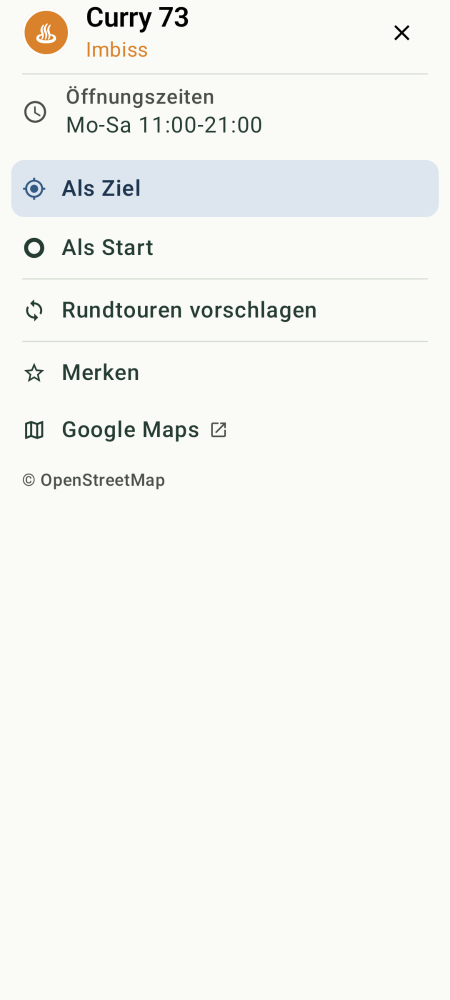 Curry 73
Imbiss
Öffnungszeiten
Mo-Sa 11:00-21:00
Als Ziel
Als Start
Rundtouren vorschlagen
Merken
Google Maps
© OpenStreetMap